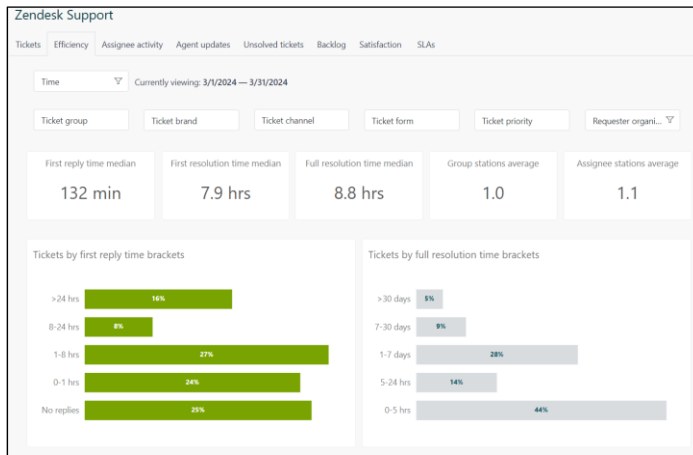 Zendesk Support
Tickets Efficiency Assignee activity Agent updates Unsolved tickets Backlog Satisfaction SLAs
Time Currently viewing: 3/1/2024 — 3/31/2024
Ticket group Ticket brand Ticket channel Ticket form Ticket priority Requester organi...
First reply time median First resolution time median Full resolution time median Group stations average Assignee stations average
132 min 7.9 hrs 8.8 hrs 1.0 1.1
Tickets by first reply time brackets
>24 hrs 16%
8-24 hrs 8%
1-8 hrs 27%
0-1 hrs 24%
No replies 25%
Tickets by full resolution time brackets
>30 days 5%
7-30 days 9%
1-7 days 28%
5-24 hrs 14%
0-5 hrs 44%